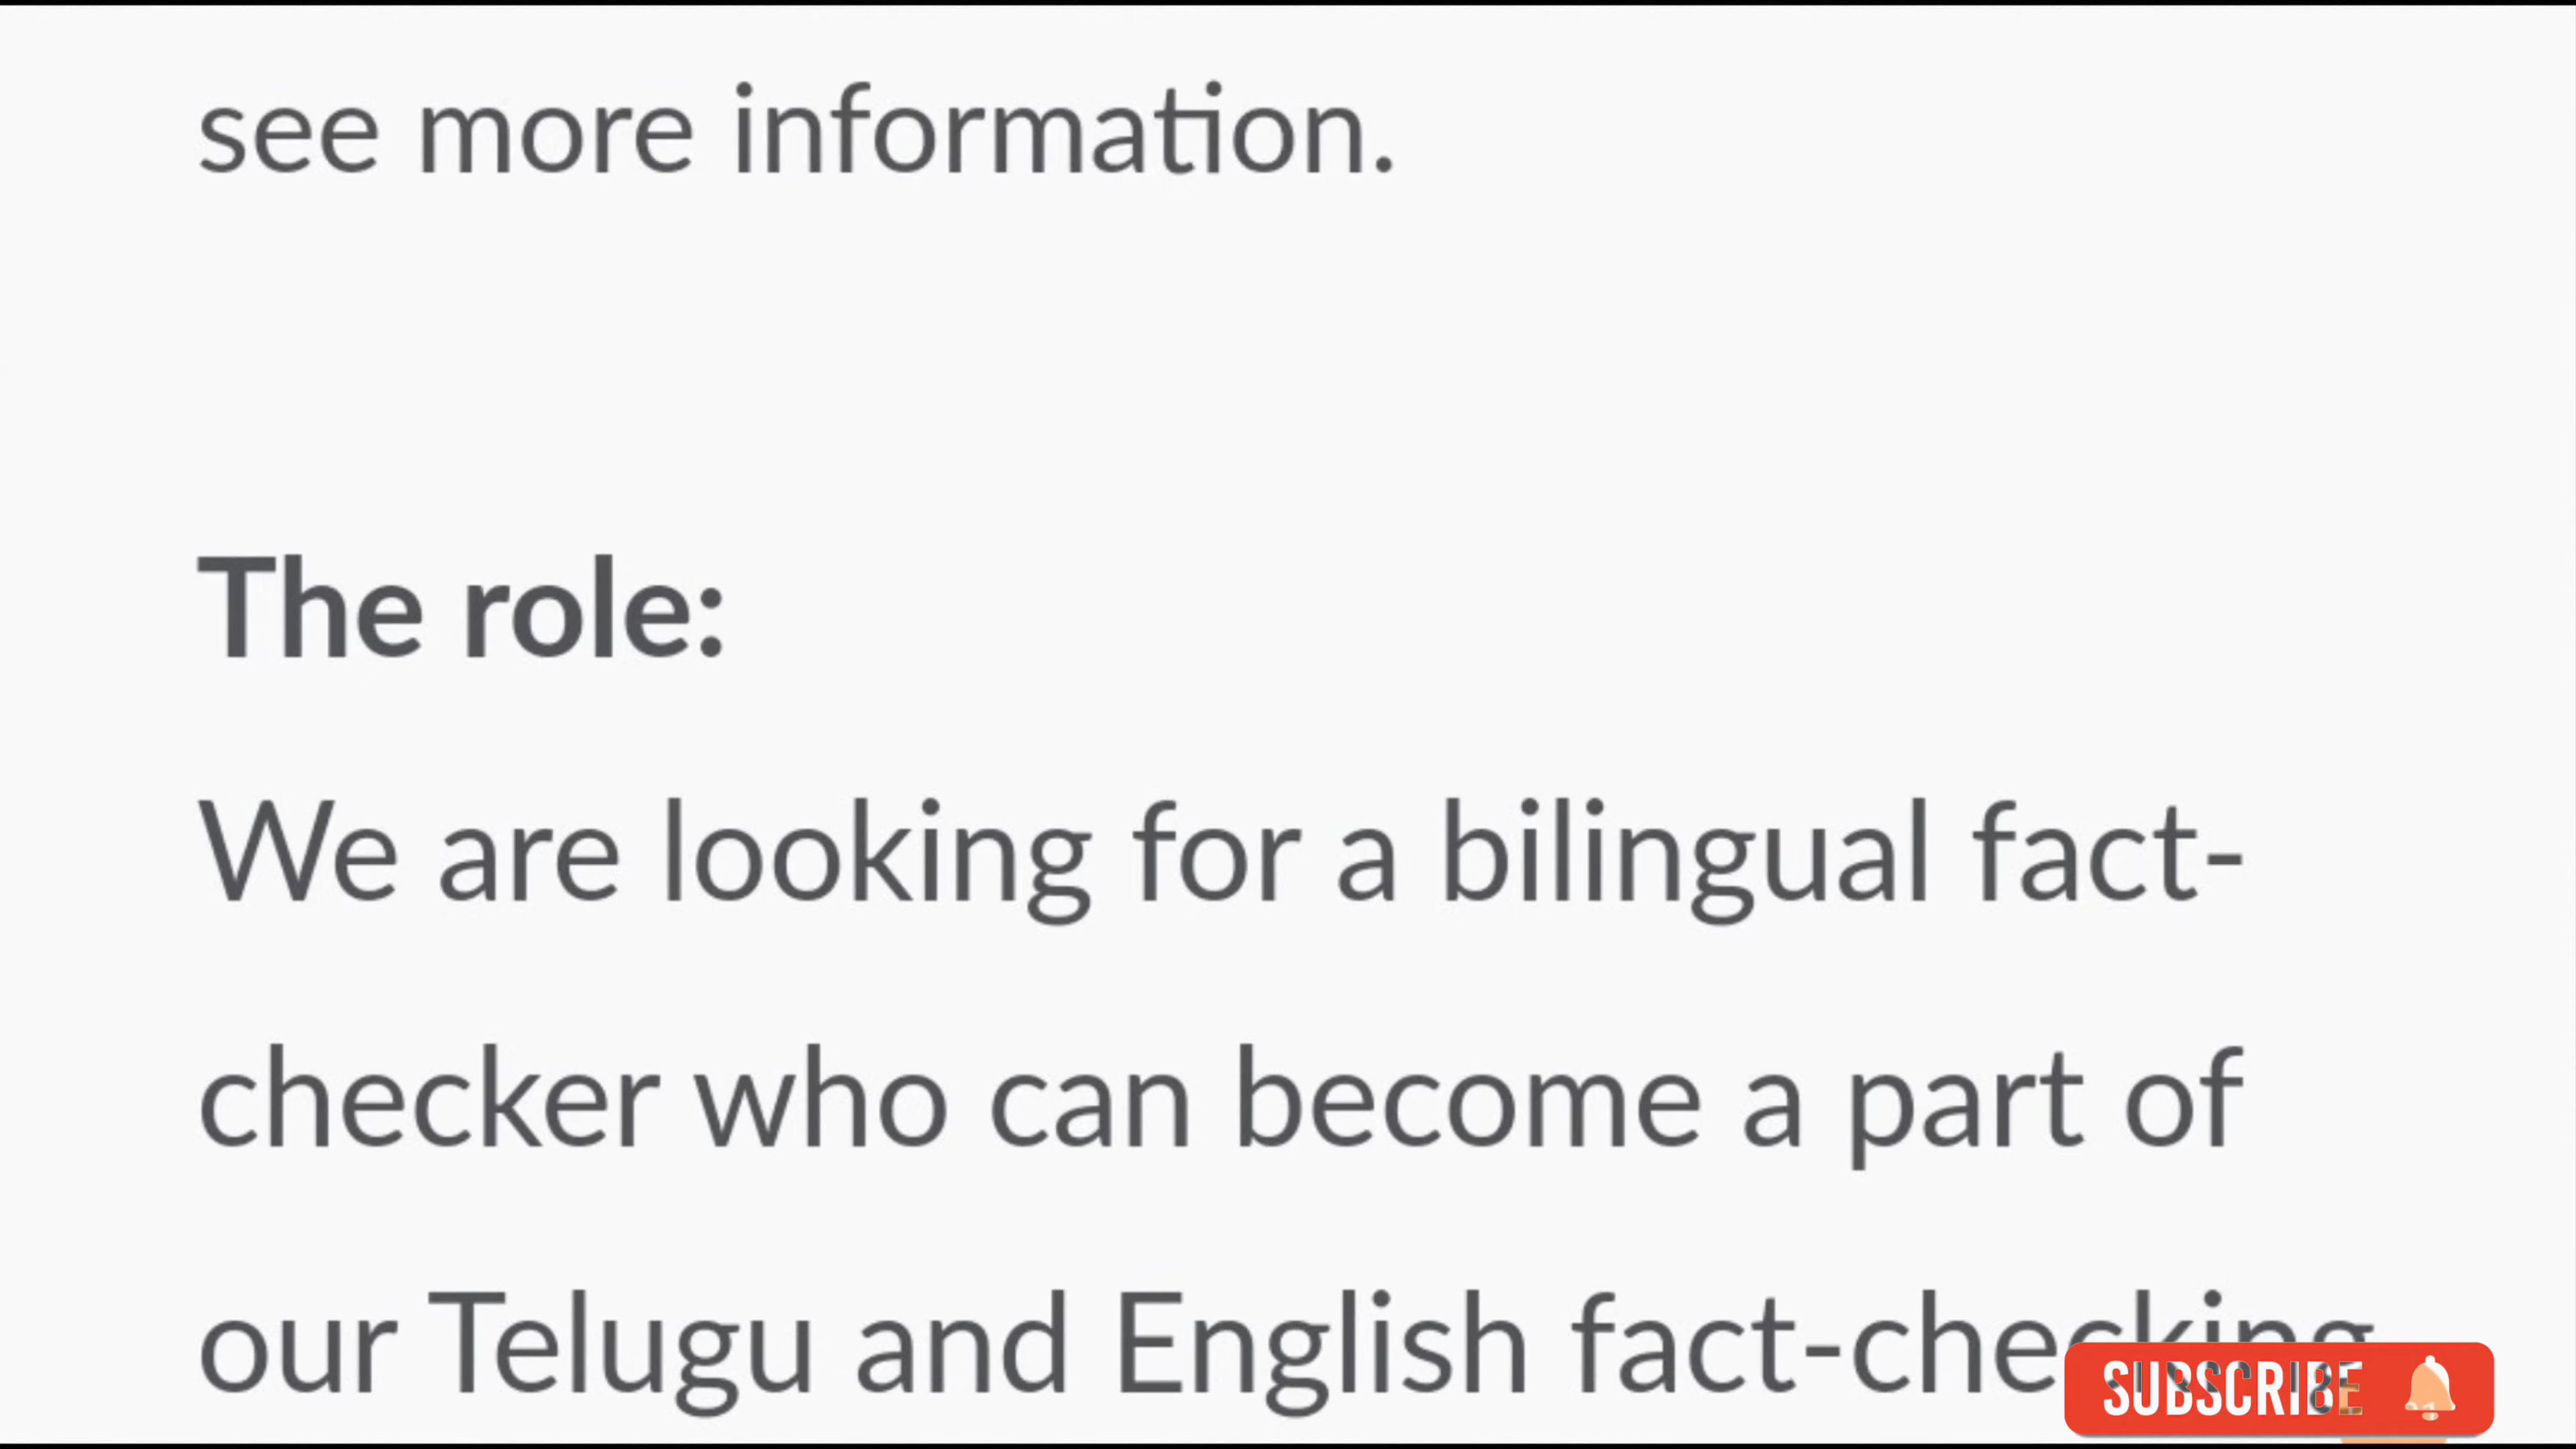 see more information.
The role:
We are looking for a bilingual fact-
checker who can become a part of
our Telugu and English fact-checking
SUBSCRIBE